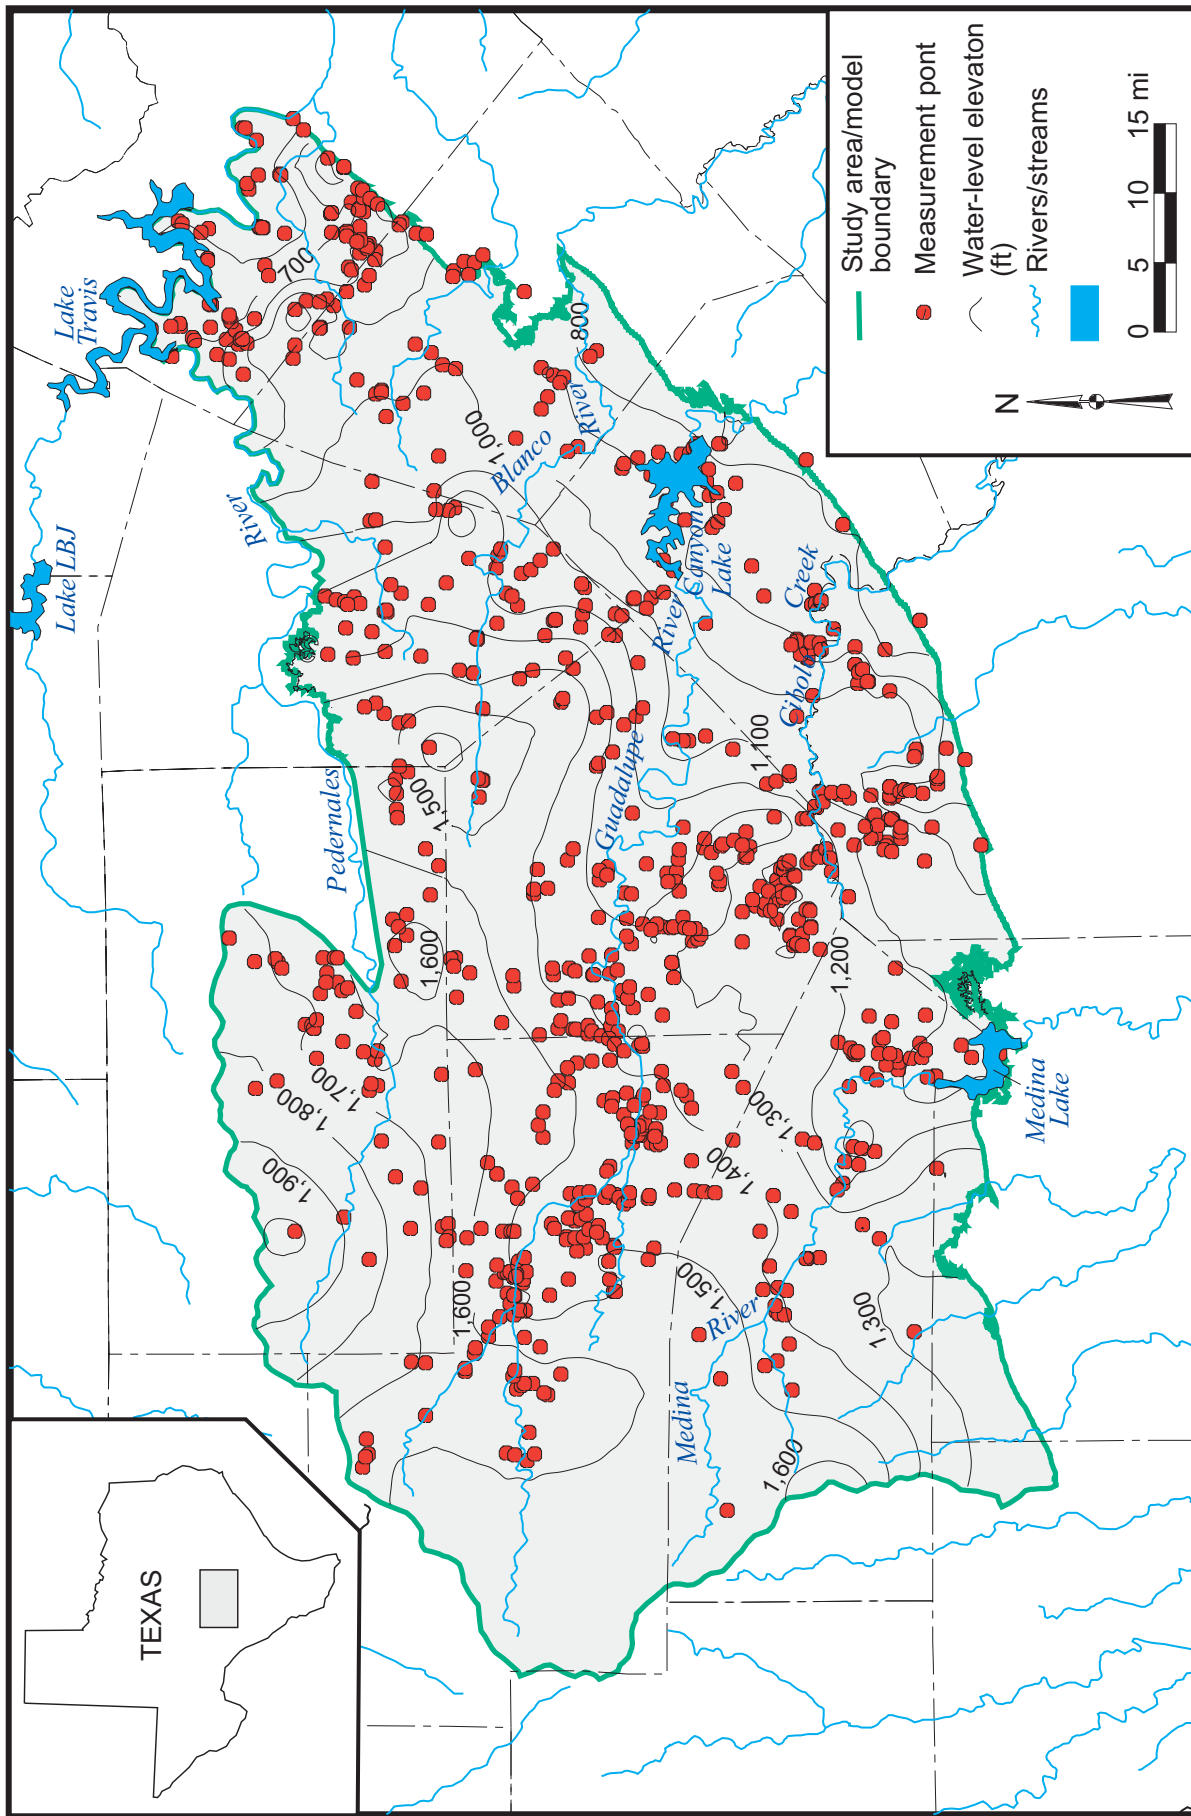 TEXAS
Lake LBJ
Lake
Travis
River
Pedernales
700
1,000
Blanco
River
800
1,500
1,600
1,700
1,800
1,900
1,600
Guadalupe
River
Canyon
Lake
Cibolo
Creek
1,100
1,200
1,300
1,400
1,500
River
Medina
1,300
1,600
Medina
Lake
Study area/model
boundary
Measurement pont
Water-level elevaton
(ft)
Rivers/streams
N
0 5 10 15 mi